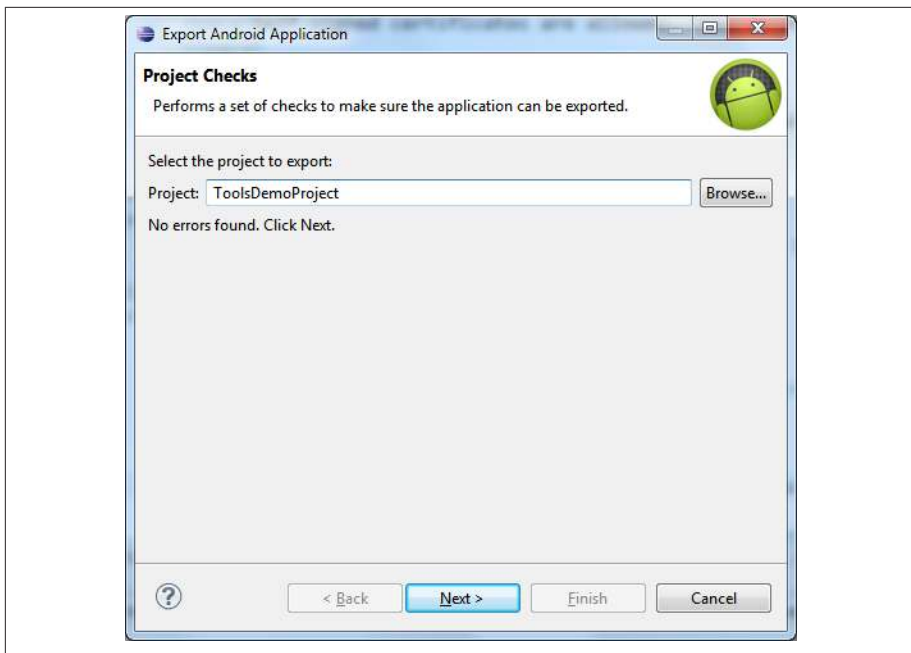 Export Android Application
Project Checks
Performs a set of checks to make sure the application can be exported.
Select the project to export:
Project: ToolsDemoProject Browse...
No errors found. Click Next.
? < Back Next > Finish Cancel